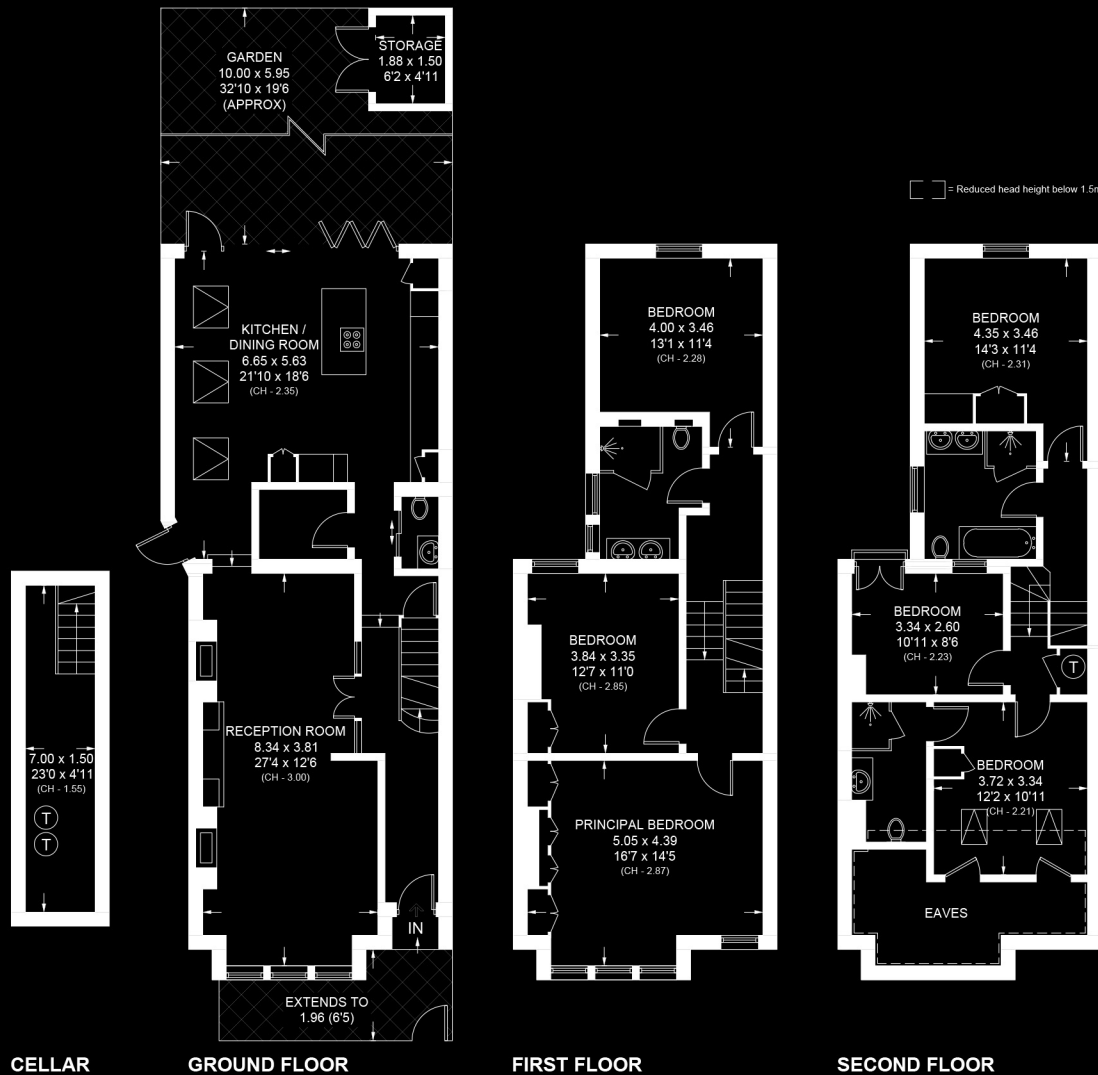 GARDEN
10.00 x 5.95
32'10 x 19'6
(APPROX)
STORAGE
1.88 x 1.50
6'2 x 4'11
= Reduced head height below 1.5m
KITCHEN /
DINING ROOM
6.65 x 5.63
21'10 x 18'6
(CH - 2.35)
BEDROOM
4.00 x 3.46
13'1 x 11'4
(CH - 2.28)
BEDROOM
4.35 x 3.46
14'3 x 11'4
(CH - 2.31)
7.00 x 1.50
23'0 x 4'11
(CH - 1.55)
T
T
RECEPTION ROOM
8.34 x 3.81
27'4 x 12'6
(CH - 3.00)
IN
EXTENDS TO
1.96 (6'5)
BEDROOM
3.84 x 3.35
12'7 x 11'0
(CH - 2.85)
PRINCIPAL BEDROOM
5.05 x 4.39
16'7 x 14'5
(CH - 2.87)
BEDROOM
3.34 x 2.60
10'11 x 8'6
(CH - 2.23)
T
BEDROOM
3.72 x 3.34
12'2 x 10'11
(CH - 2.21)
EAVES
CELLAR
GROUND FLOOR
FIRST FLOOR
SECOND FLOOR